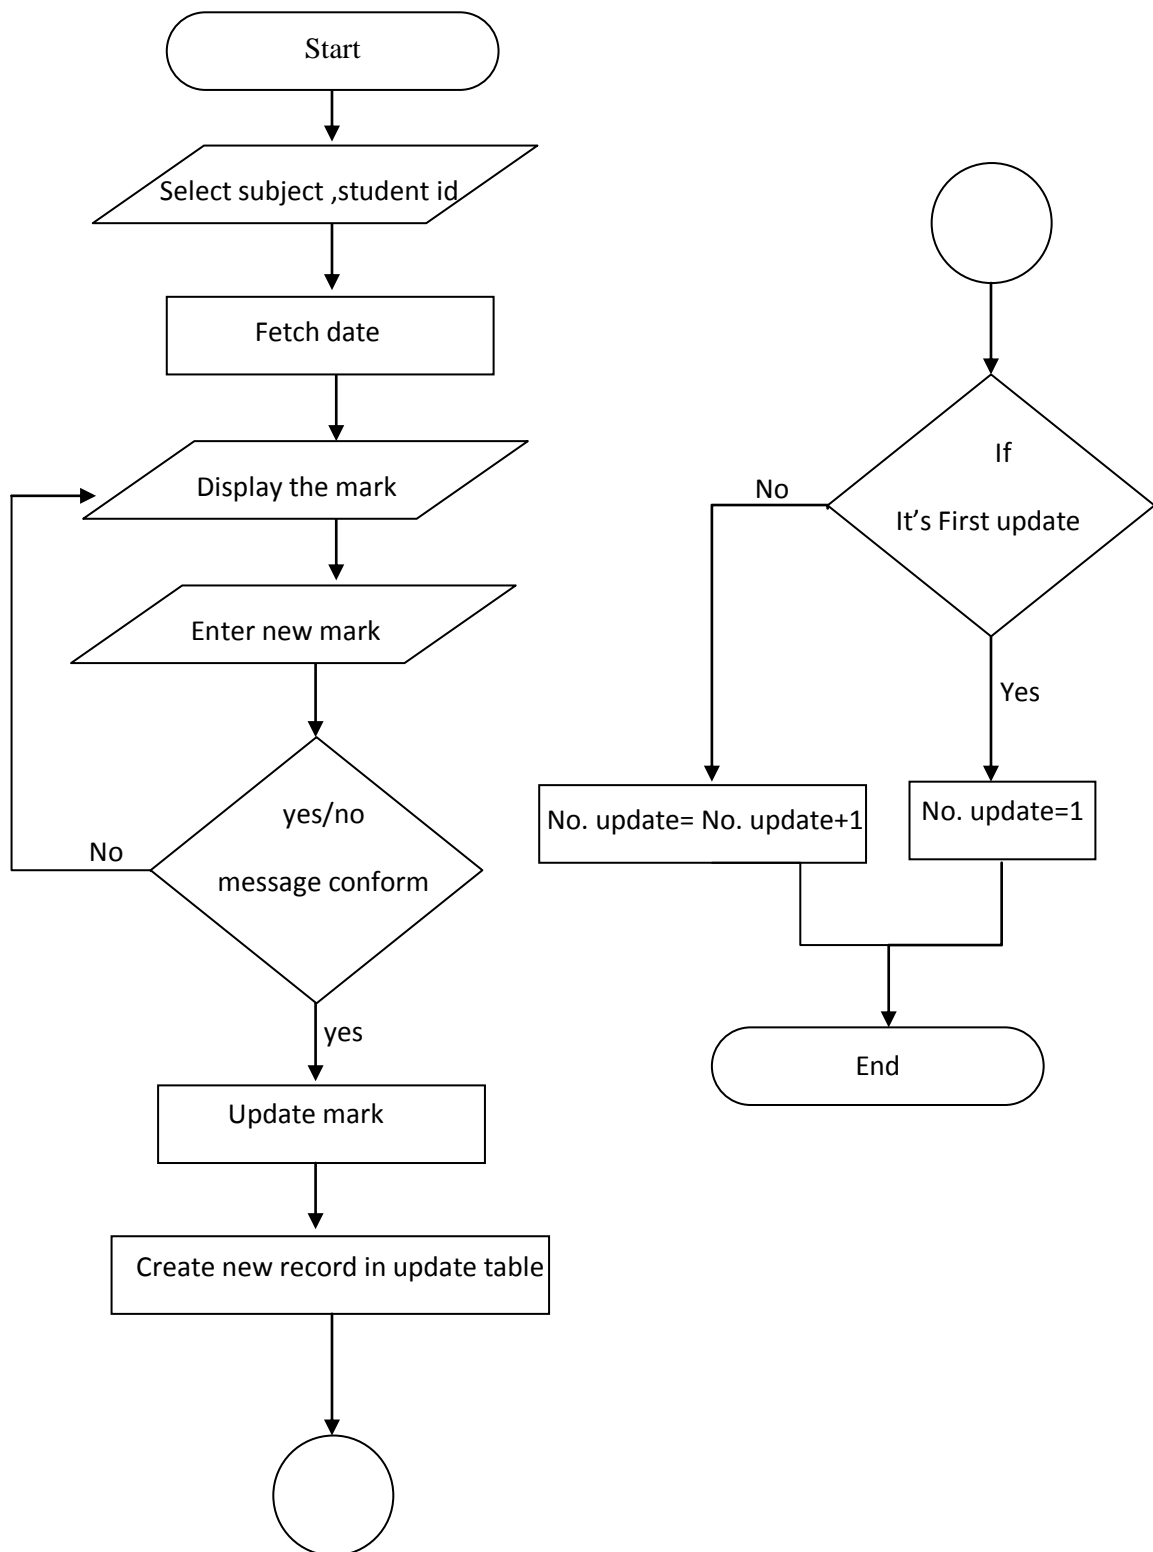 Start
Select subject ,student id
Fetch date
Display the mark
Enter new mark
yes/no
message conform
No
yes
Update mark
Create new record in update table
If
It’s First update
No
Yes
No. update= No. update+1
No. update=1
End